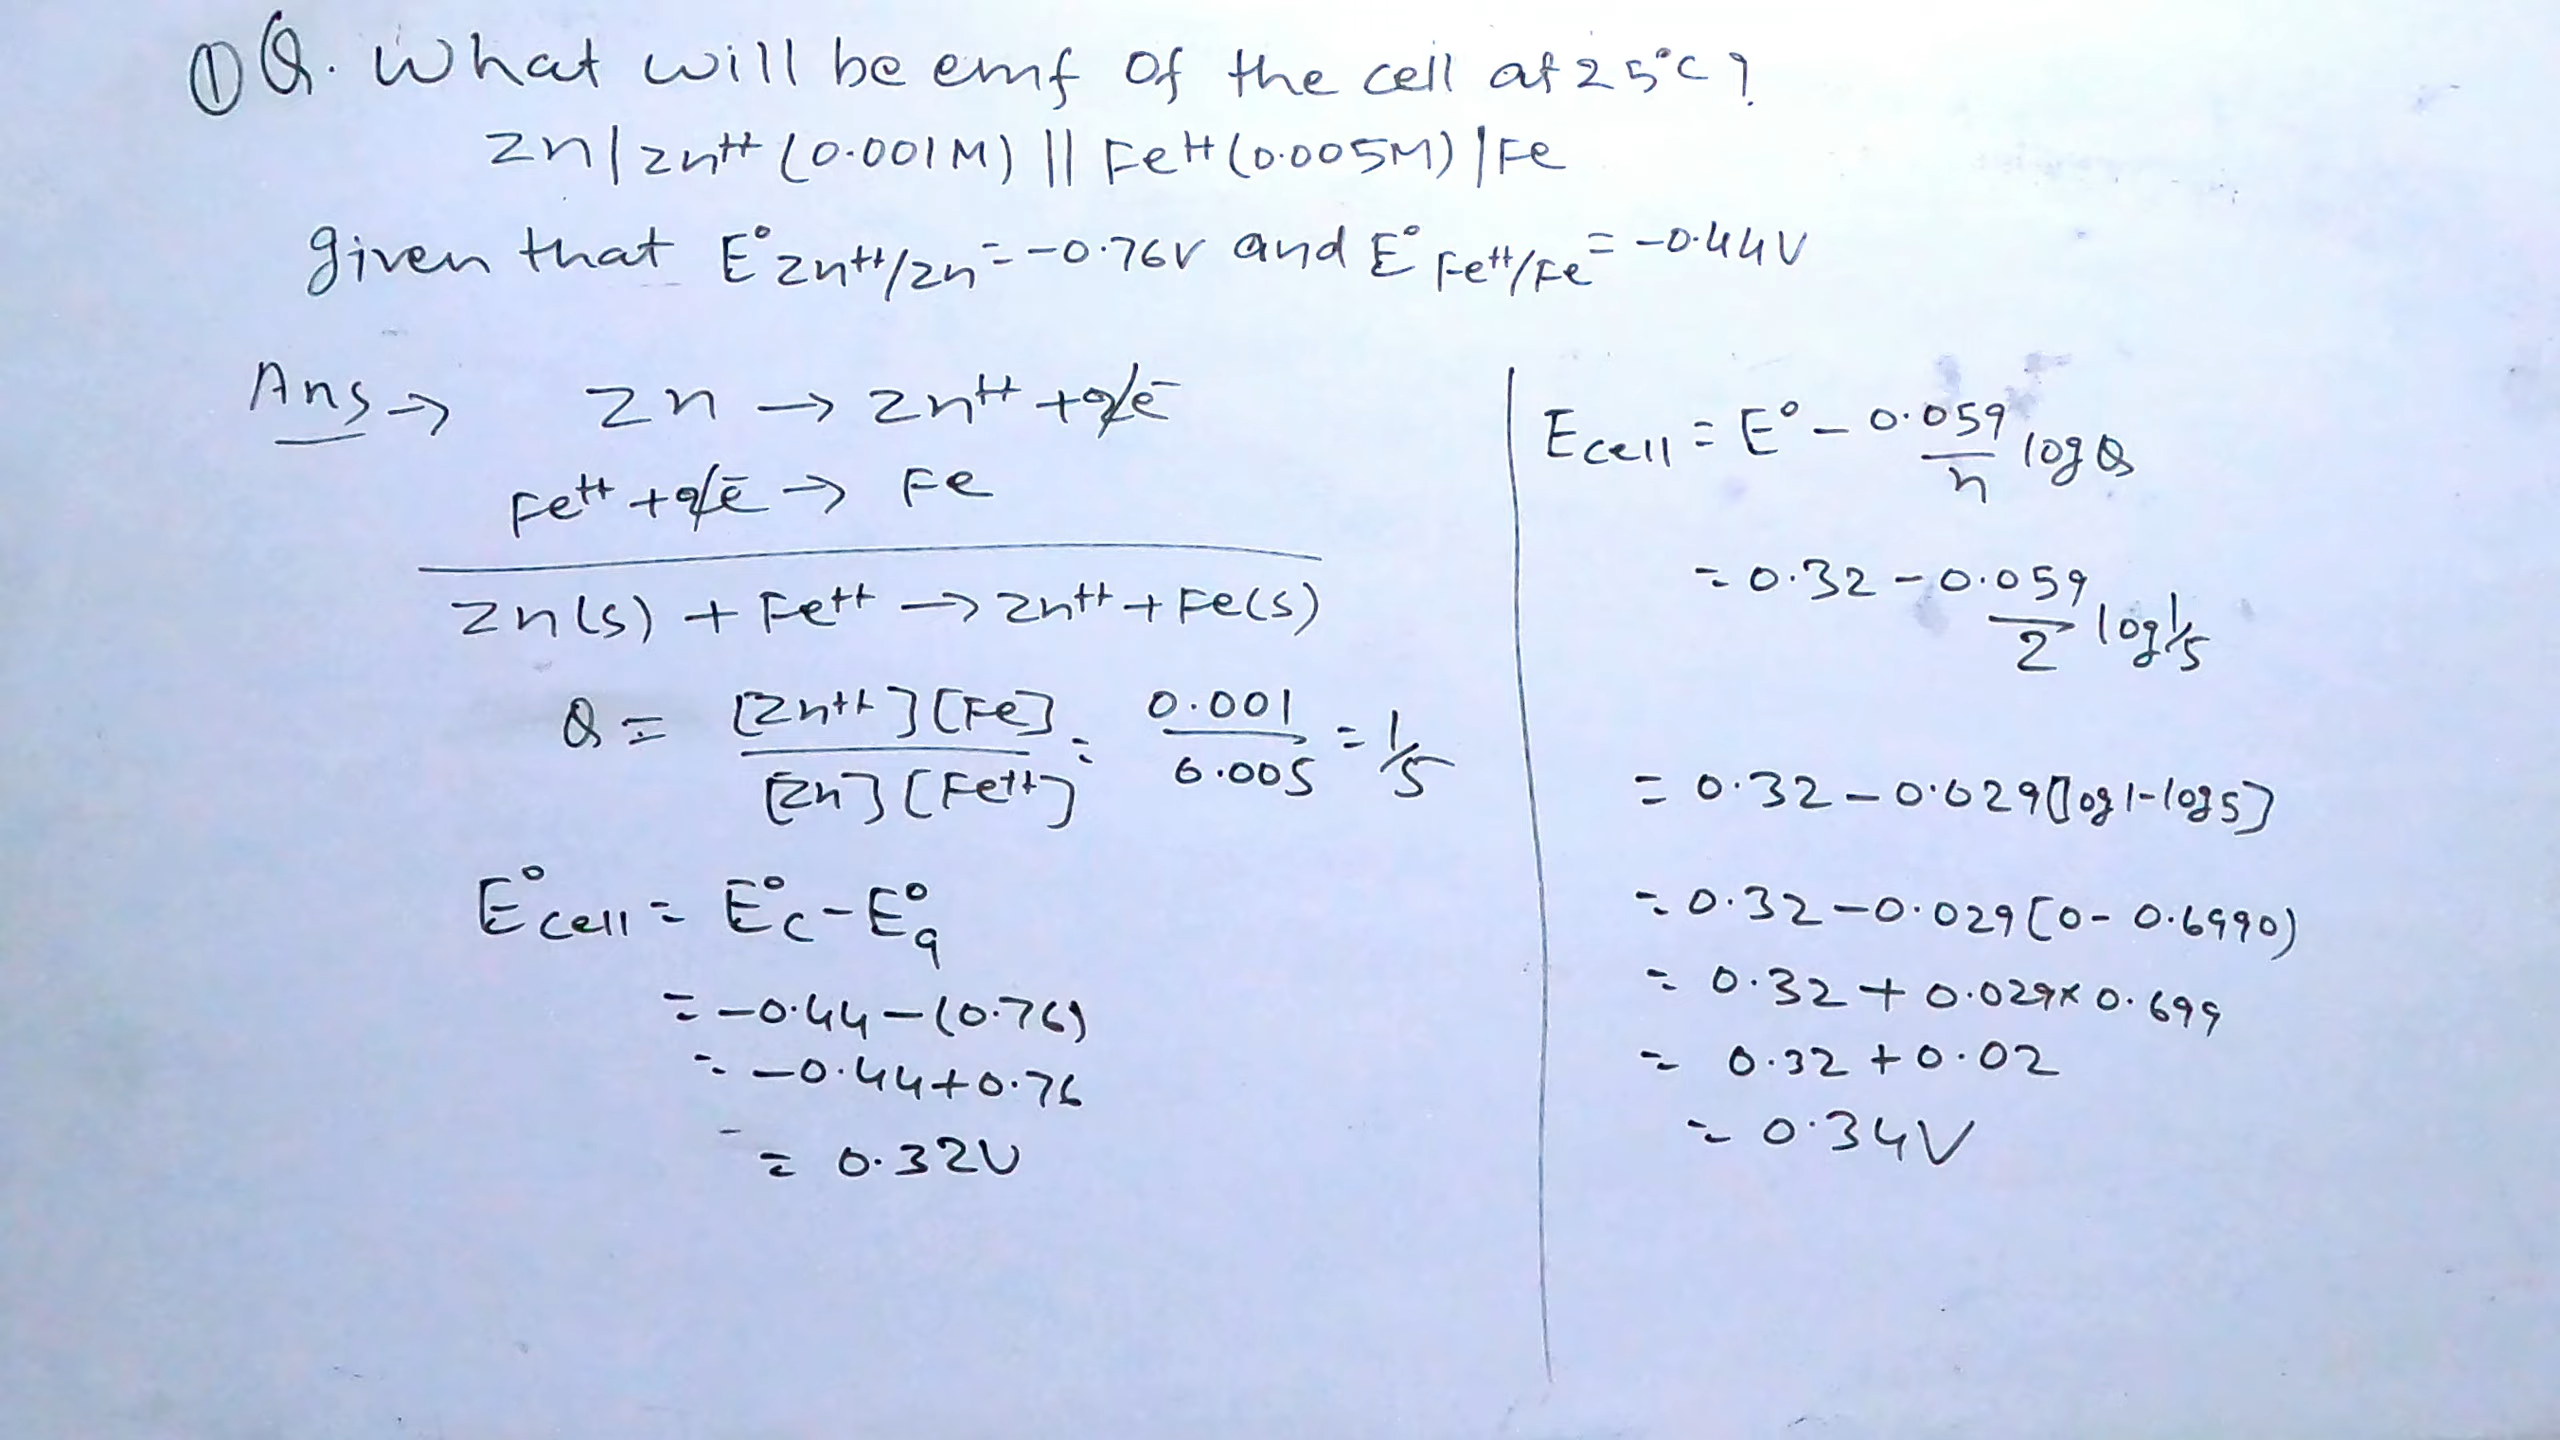 ① Q. What will be emf of the cell at 25°C ?
Zn | Zn⁺⁺ (0.001M) || Fe⁺⁺ (0.005M) | Fe
given that E° Zn⁺⁺/Zn = -0.76V and E° Fe⁺⁺/Fe = -0.44V
Ans → Zn → Zn⁺⁺ + 2e⁻
Fe⁺⁺ + 2e⁻ → Fe
Zn(s) + Fe⁺⁺ → Zn⁺⁺ + Fe(s)
Q = [Zn⁺⁺][Fe] / [Zn][Fe⁺⁺] = 0.001 / 0.005 = 1/5
E°cell = E°c - E°a
= -0.44 - (0.76)
= -0.44 + 0.76
= 0.32V
Ecell = E° - 0.059/n log Q
= 0.32 - 0.059/2 log 1/5
= 0.32 - 0.029 [log 1 - log 5]
= 0.32 - 0.029 [0 - 0.6990)
= 0.32 + 0.029 × 0.699
= 0.32 + 0.02
= 0.34V